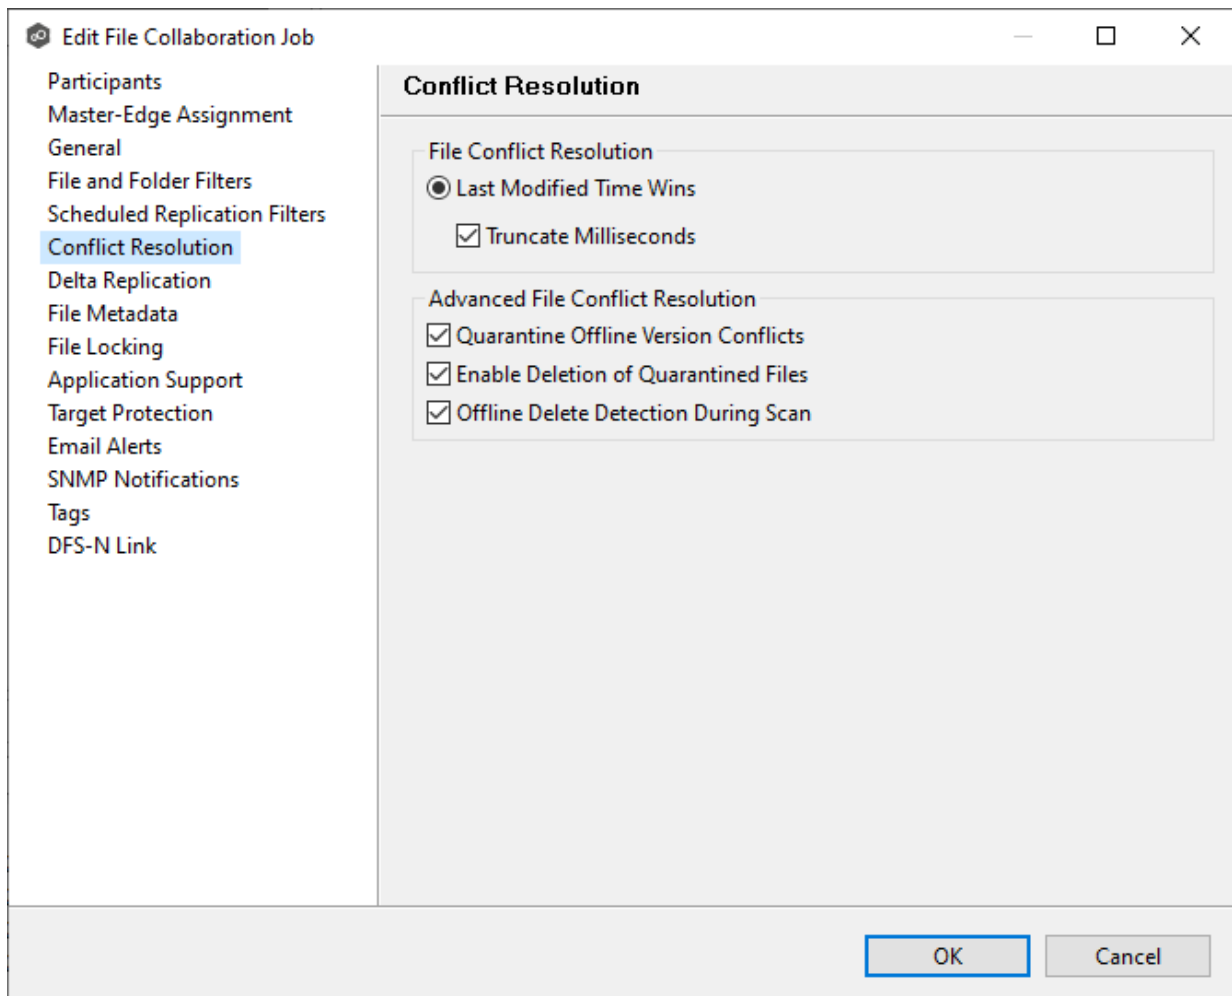 Edit File Collaboration Job
Participants
Master-Edge Assignment
General
File and Folder Filters
Scheduled Replication Filters
Conflict Resolution
Delta Replication
File Metadata
File Locking
Application Support
Target Protection
Email Alerts
SNMP Notifications
Tags
DFS-N Link
Conflict Resolution
File Conflict Resolution
Last Modified Time Wins
Truncate Milliseconds
Advanced File Conflict Resolution
Quarantine Offline Version Conflicts
Enable Deletion of Quarantined Files
Offline Delete Detection During Scan
OK
Cancel